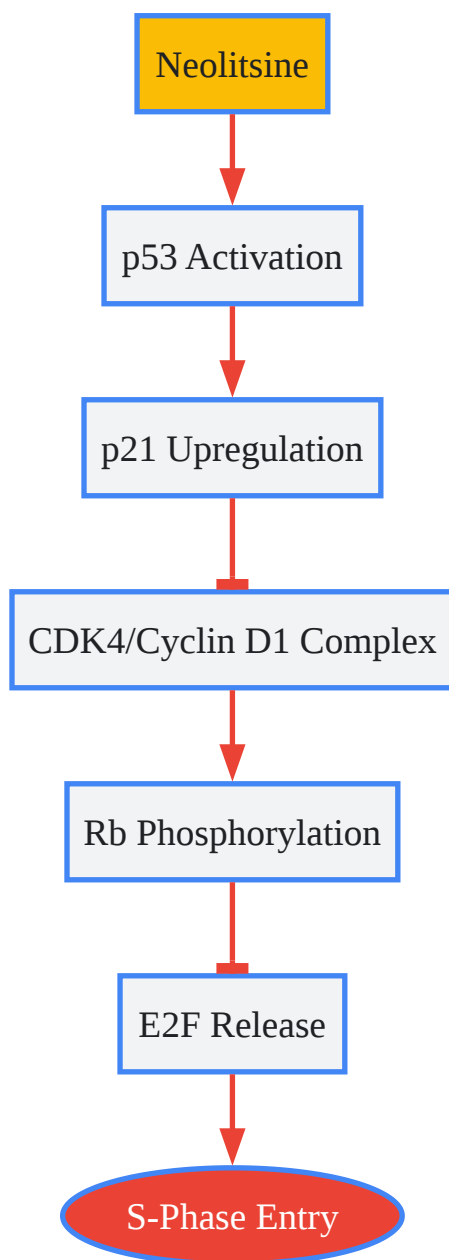 Neolitsine
p53 Activation
p21 Upregulation
CDK4/Cyclin D1 Complex
Rb Phosphorylation
E2F Release
S-Phase Entry